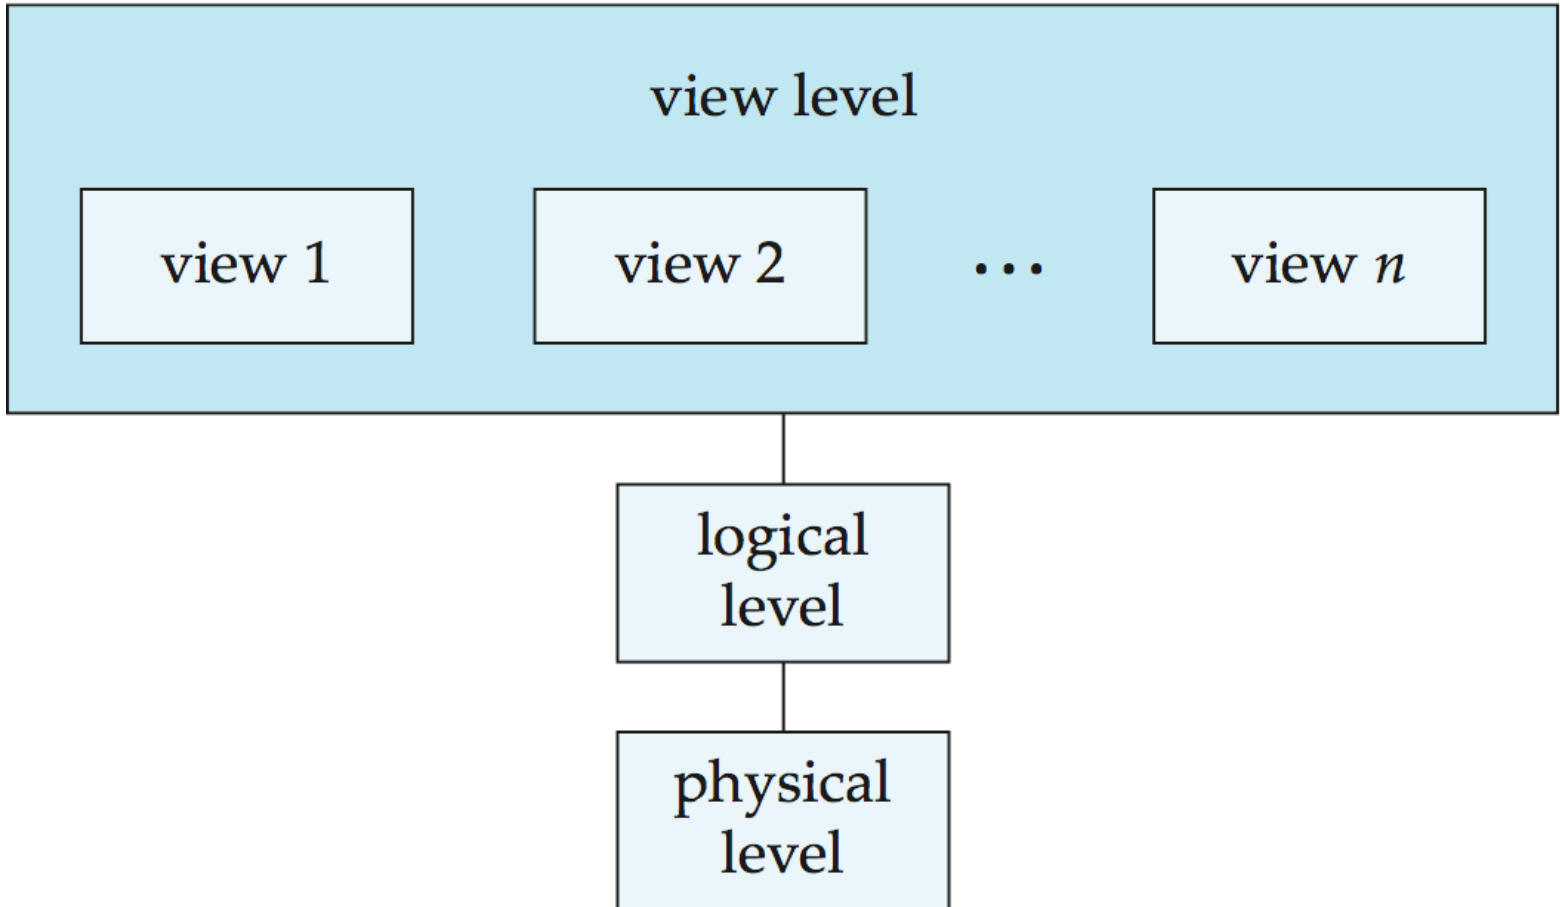 view level
view 1
view 2
...
view n
logical
level
physical
level